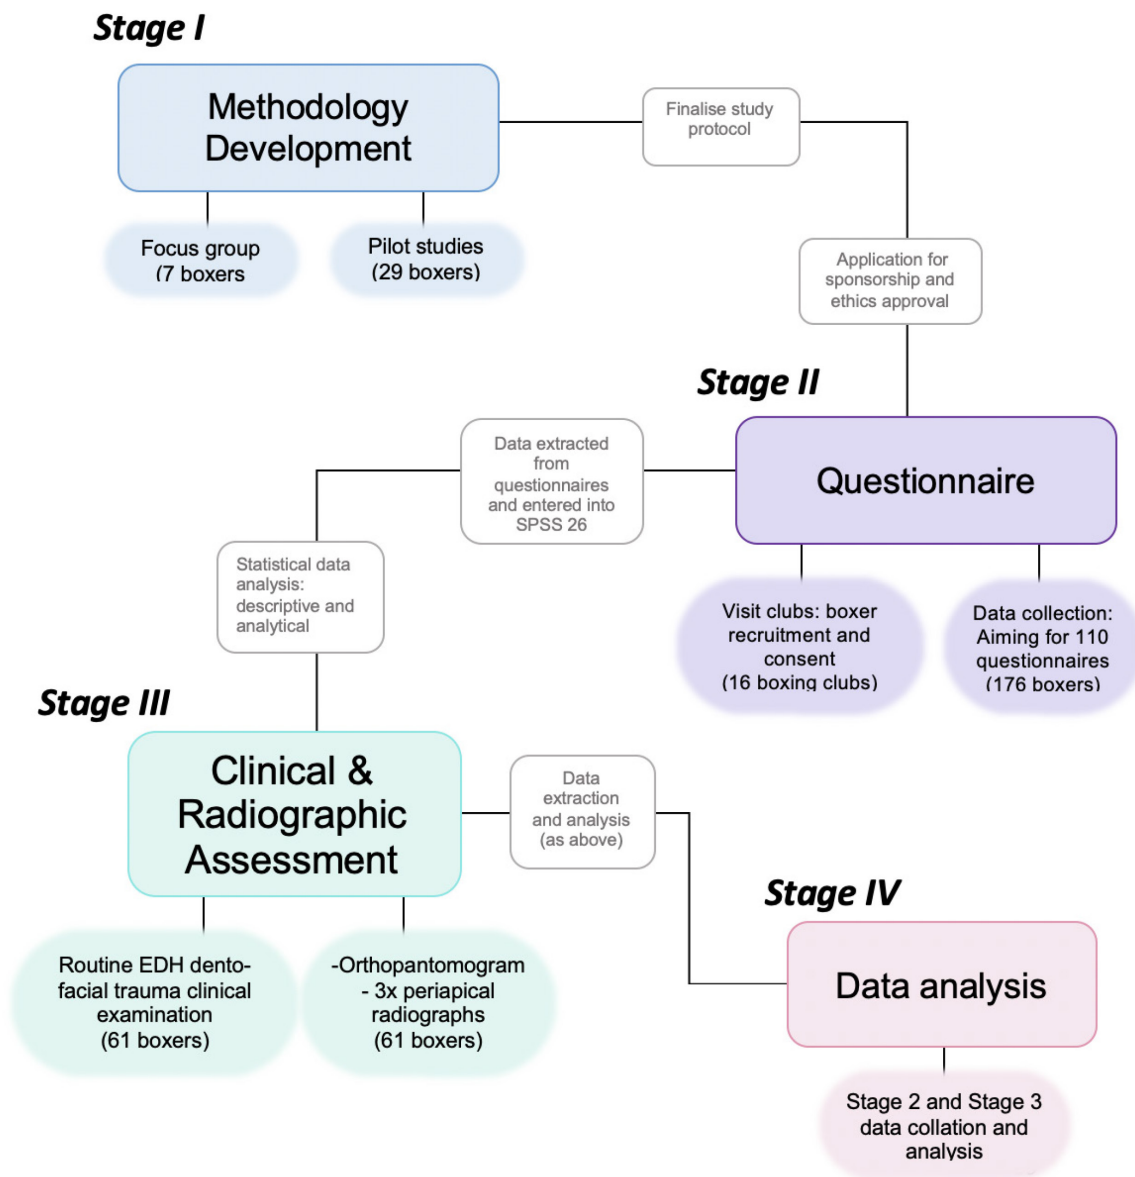 Stage I
Methodology
Development
Finalise study
protocol
Focus group
(7 boxers
Pilot studies
(29 boxers)
Application for
sponsorship and
ethics approval
Stage II
Questionnaire
Data extracted
from
questionnaires
and entered into
SPSS 26
Statistical data
analysis:
descriptive and
analytical
Visit clubs: boxer
recruitment and
consent
(16 boxing clubs)
Data collection:
Aiming for 110
questionnaires
(176 boxers)
Stage III
Clinical &
Radiographic
Assessment
Data
extraction
and analysis
(as above)
Routine EDH dento-
facial trauma clinical
examination
(61 boxers)
-Orthopantomogram
- 3x periapical
radiographs
(61 boxers)
Stage IV
Data analysis
Stage 2 and Stage 3
data collation and
analysis